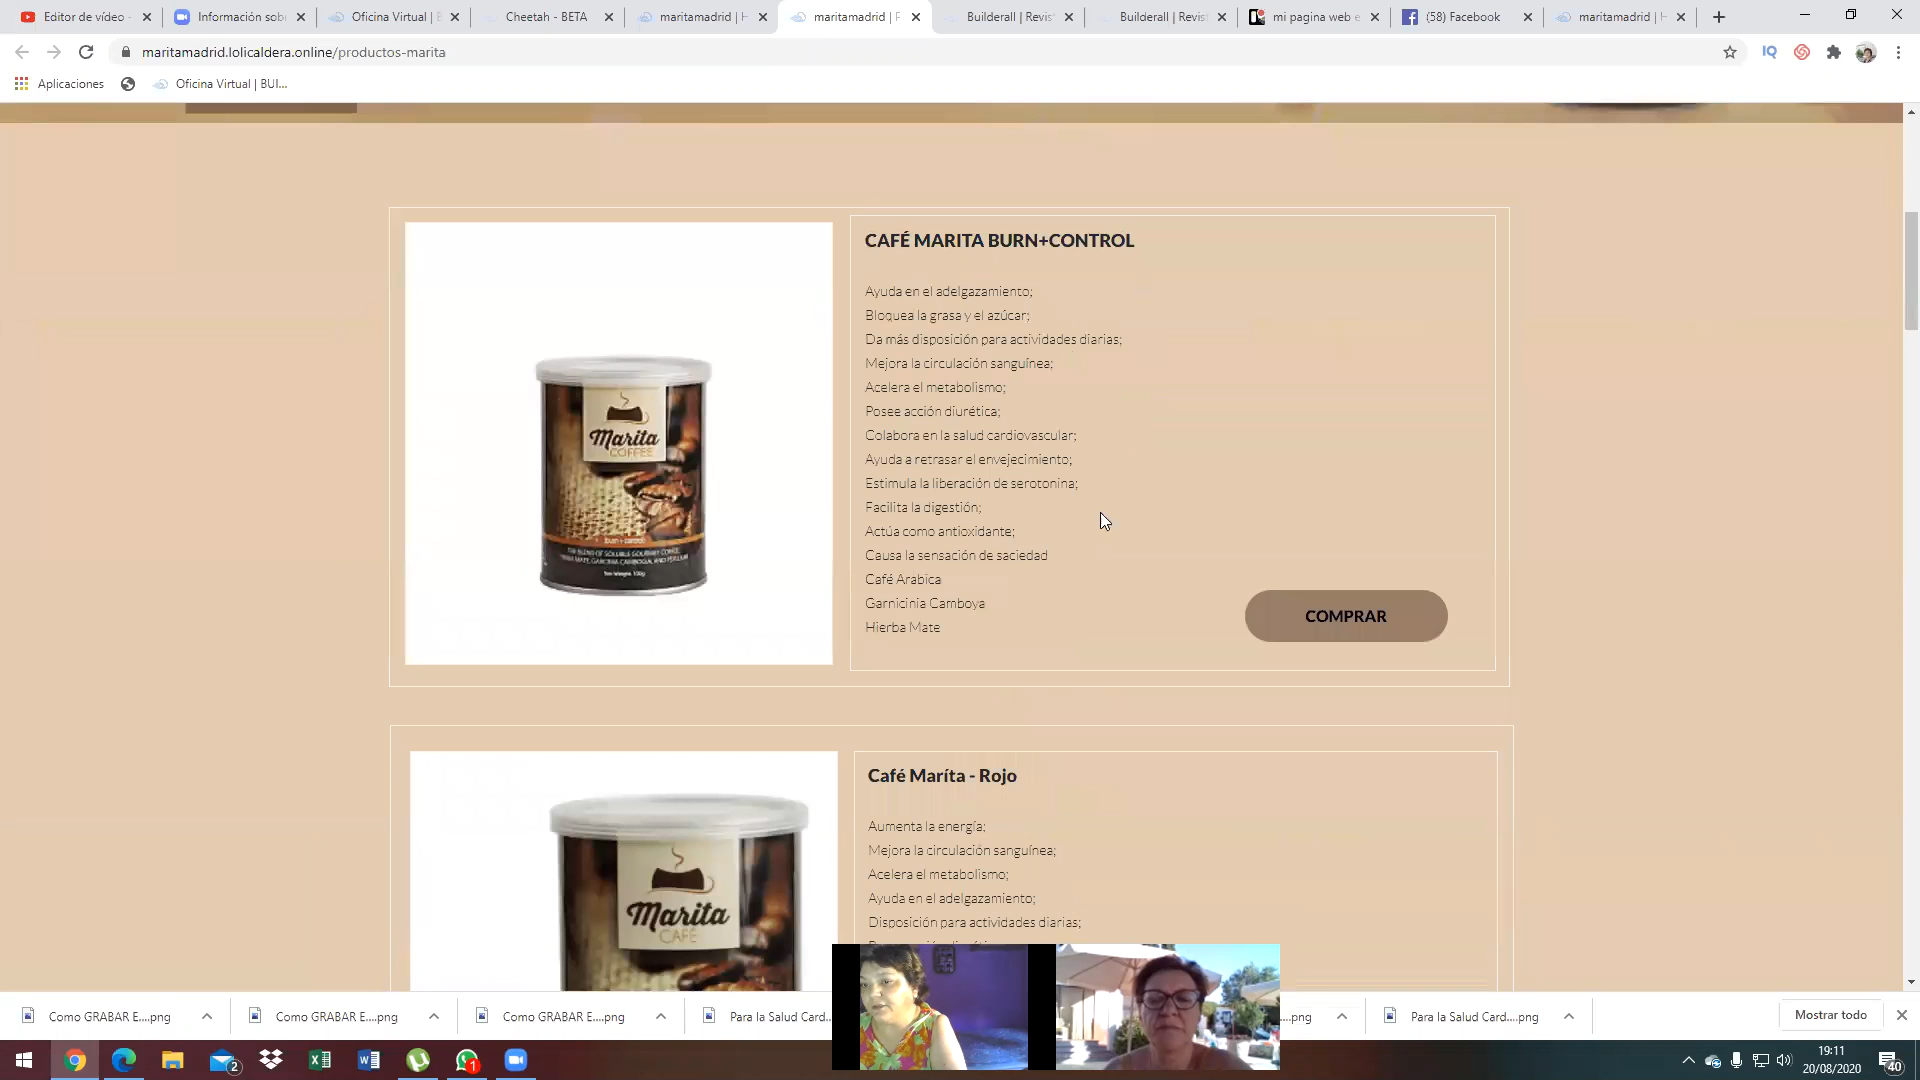 Editor de vídeo -
Información sob
Oficina Virtual | B
Cheetah - BETA
maritamadrid | H
maritamadrid | P
Builderall | Revis
Builderall | Revis
mi pagina web e
(58) Facebook
maritamadrid | H
maritamadrid.lolicaldera.online/productos-marita
IQ
Aplicaciones
Oficina Virtual | BUI...
CAFÉ MARITA BURN+CONTROL
Ayuda en el adelgazamiento;
Bloquea la grasa y el azúcar;
Da más disposición para actividades diarias;
Mejora la circulación sanguínea;
Acelera el metabolismo;
Posee acción diurética;
Colabora en la salud cardiovascular;
Ayuda a retrasar el envejecimiento;
Estimula la liberación de serotonina;
Facilita la digestión;
Actúa como antioxidante;
Causa la sensación de saciedad
Café Arabica
Garnicinia Camboya
Hierba Mate
COMPRAR
Marita
COFFEE
Café Maríta - Rojo
Aumenta la energía;
Mejora la circulación sanguínea;
Acelera el metabolismo;
Ayuda en el adelgazamiento;
Disposición para actividades diarias;
Marita
CAFÉ
Como GRABAR E....png
Como GRABAR E....png
Como GRABAR E....png
Para la Salud Card...
...png
Para la Salud Card....png
Mostrar todo
2
1
19:11
20/08/2020
40